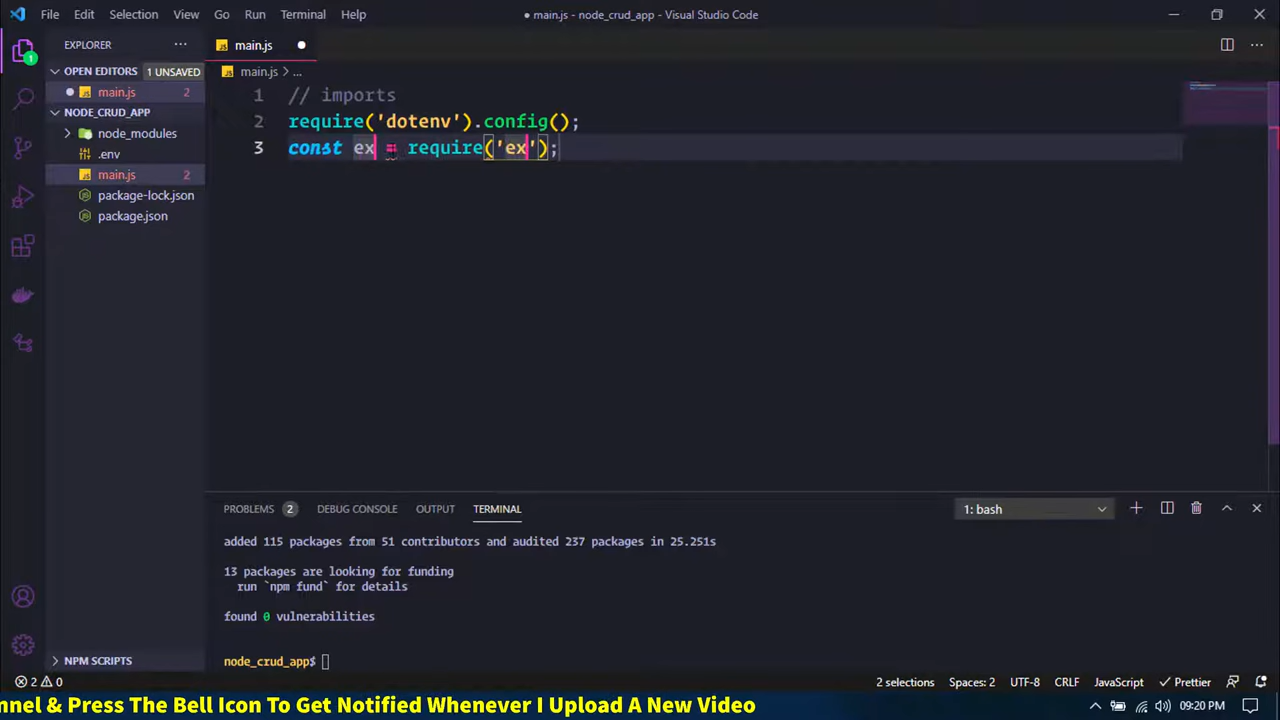 File Edit Selection View Go Run Terminal Help
● main.js - node_crud_app - Visual Studio Code
EXPLORER
main.js
OPEN EDITORS 1 UNSAVED
main.js 2
main.js > ...
NODE_CRUD_APP
node_modules
.env
main.js 2
package-lock.json
package.json
NPM SCRIPTS
1 // imports
2 require('dotenv').config();
3 const ex = require('ex');
PROBLEMS 2 DEBUG CONSOLE OUTPUT TERMINAL 1: bash
added 115 packages from 51 contributors and audited 237 packages in 25.251s
13 packages are looking for funding
run `npm fund` for details
found 0 vulnerabilities
node_crud_app$
2 0 2 selections Spaces: 2 UTF-8 CRLF JavaScript Prettier
nnel & Press The Bell Icon To Get Notified Whenever I Upload A New Video
09:20 PM